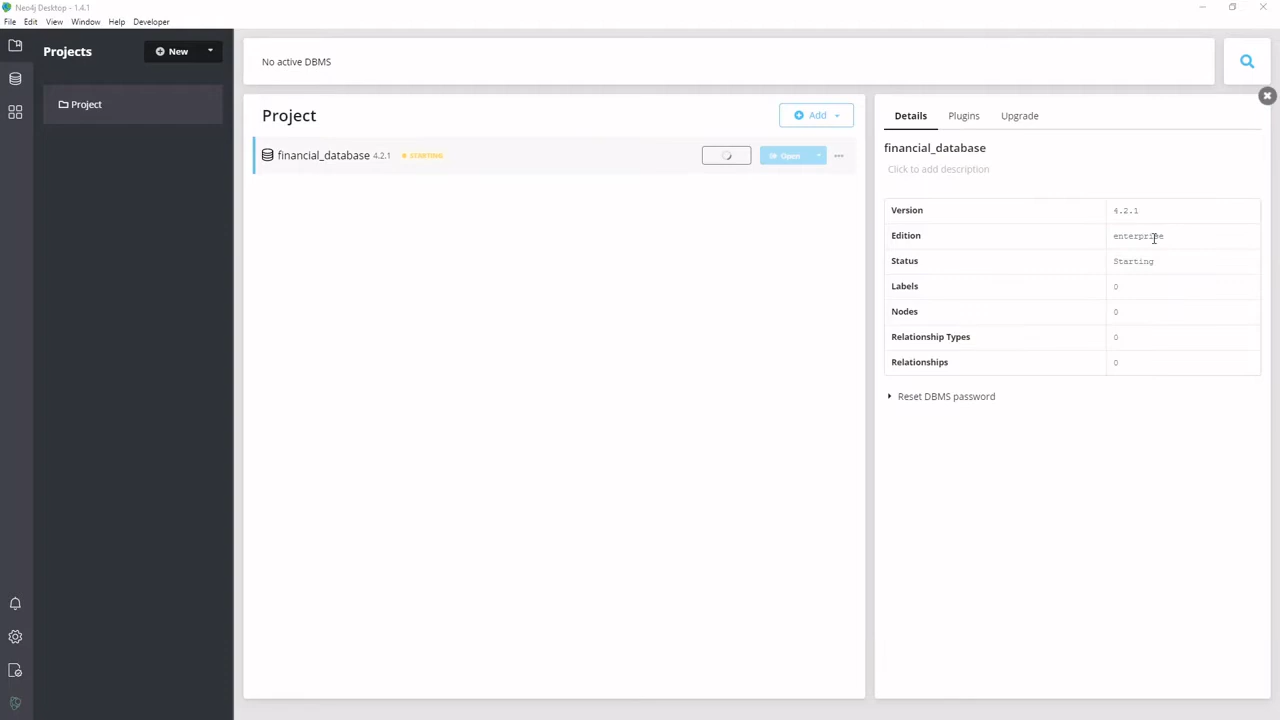 Neo4j Desktop - 1.4.1
File Edit View Window Help Developer
Projects
New
Project
No active DBMS
Project
Add
financial_database 4.2.1 STARTING
Open
Details Plugins Upgrade
financial_database
Click to add description
Version 4.2.1
Edition enterprise
Status Starting
Labels 0
Nodes 0
Relationship Types 0
Relationships 0
Reset DBMS password